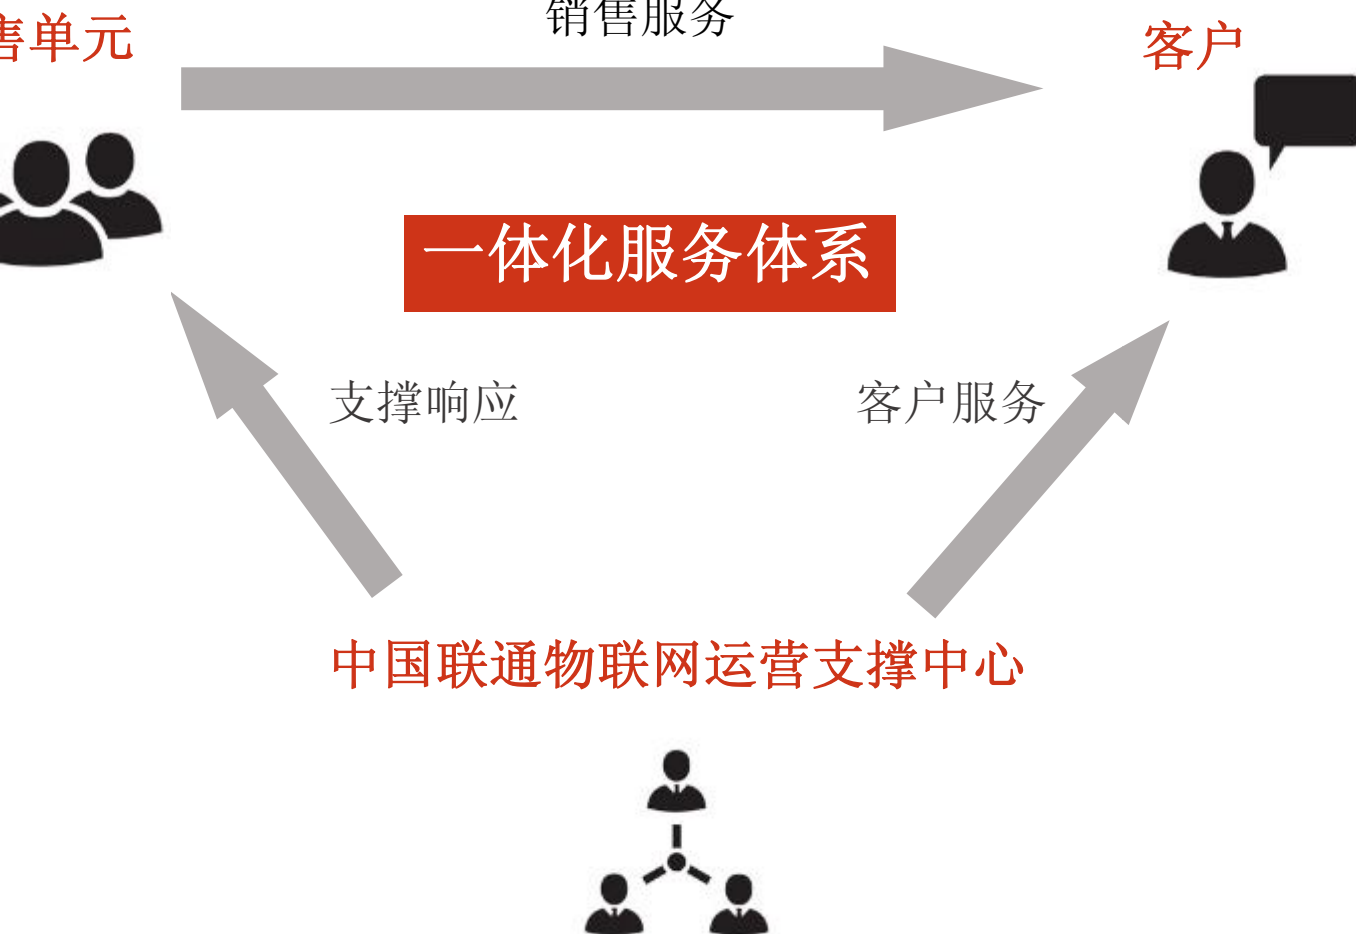 销售服务
售单元
客户
一体化服务体系
支撑响应
客户服务
中国联通物联网运营支撑中心